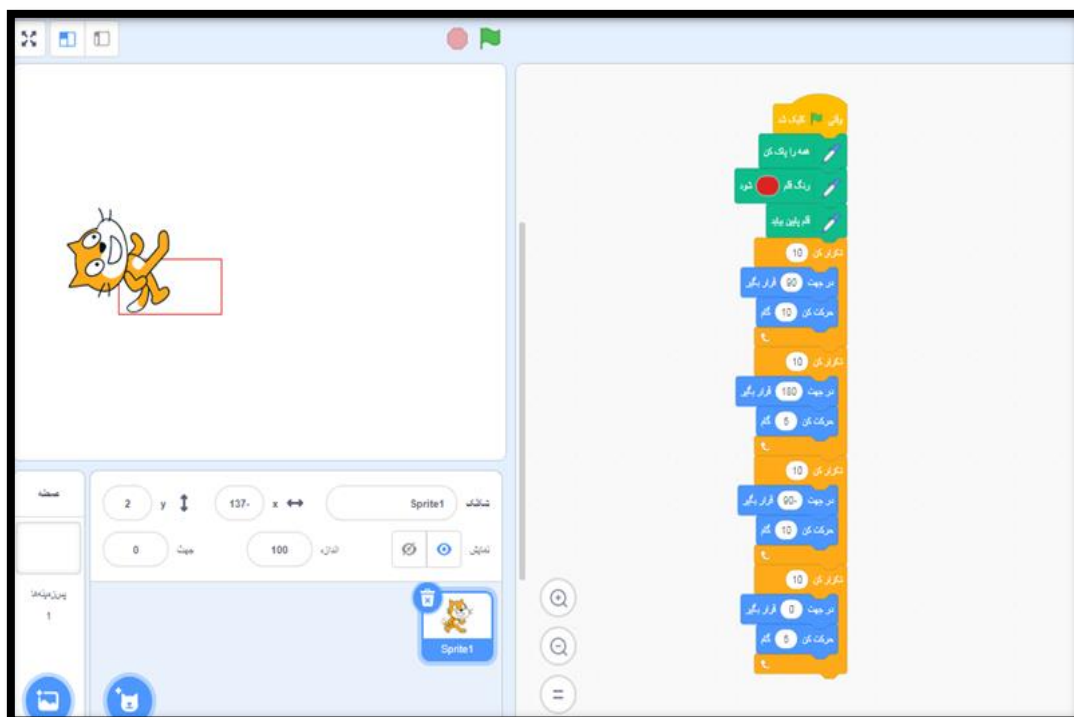 وقتی کلیک شد
همه را پاک کن
رنگ قلم شود
قلم پایین بیاید
تکرار کن 10
در جهت 90 قرار بگیر
حرکت کن 10 گام
تکرار کن 10
در جهت 180 قرار بگیر
حرکت کن 5 گام
تکرار کن 10
در جهت 90- قرار بگیر
حرکت کن 10 گام
تکرار کن 10
در جهت 0 قرار بگیر
حرکت کن 5 گام
شکلک Sprite1 x 137- y 2
نمایش اندازه 100 جهت 0
Sprite1
صحنه
پس‌زمینه‌ها
1